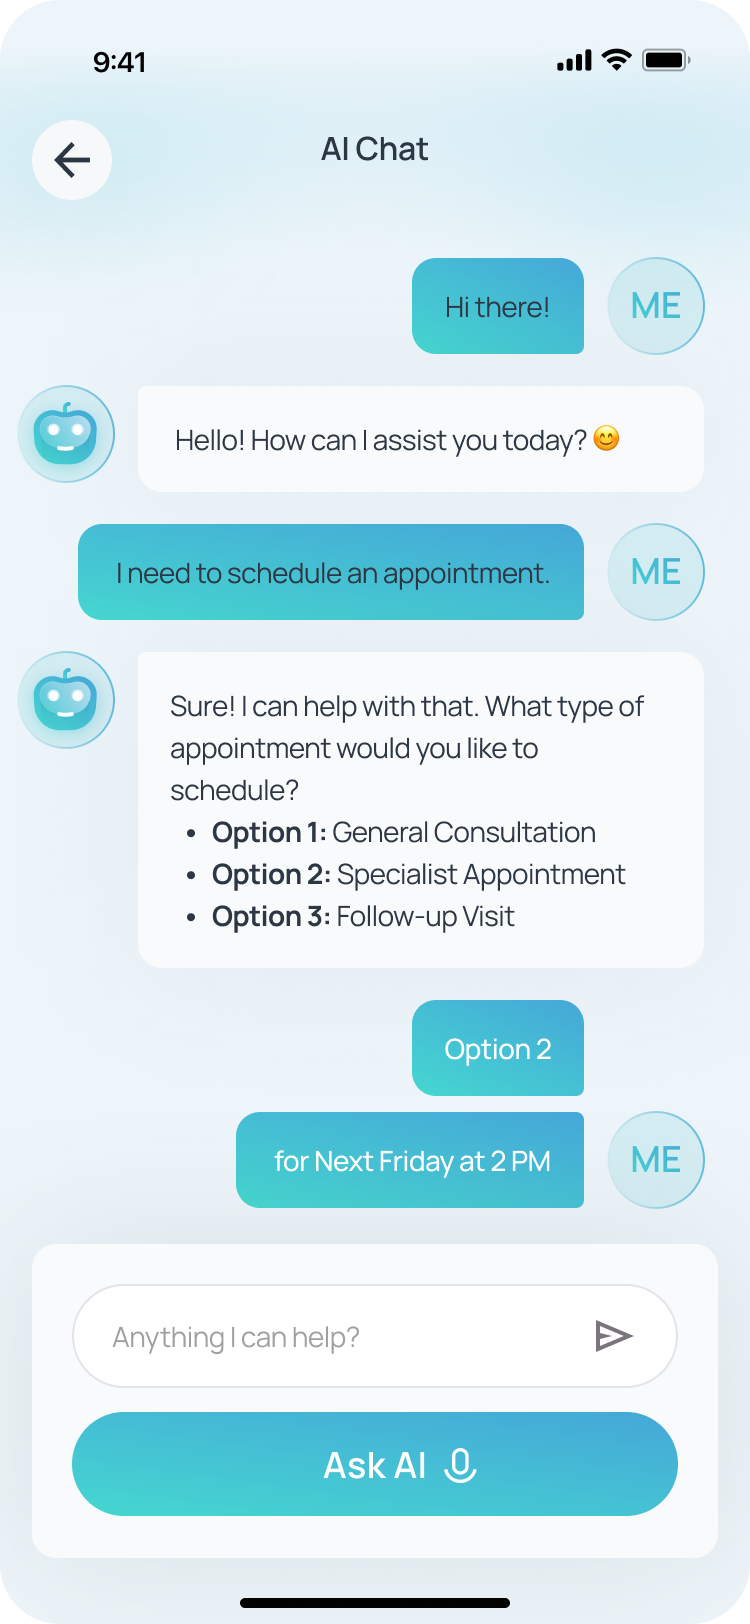 9:41
AI Chat
Hi there!
ME
Hello! How can I assist you today? 😊
I need to schedule an appointment.
ME
Sure! I can help with that. What type of
appointment would you like to
schedule?
• Option 1: General Consultation
• Option 2: Specialist Appointment
• Option 3: Follow-up Visit
Option 2
for Next Friday at 2 PM
ME
Anything I can help?
Ask AI